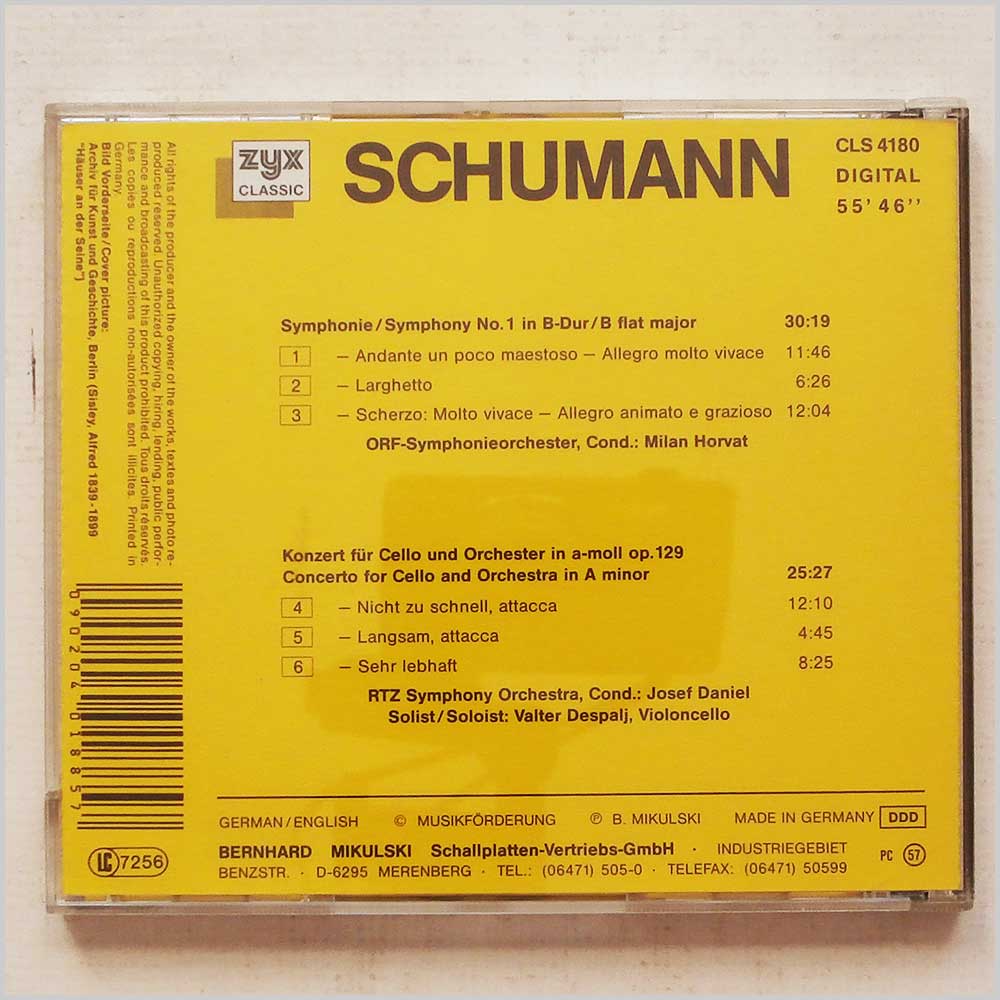 zyx
CLASSIC
SCHUMANN
CLS 4180
DIGITAL
55' 46''
Symphonie/Symphony No. 1 in B-Dur/B flat major 30:19
1 – Andante un poco maestoso – Allegro molto vivace 11:46
2 – Larghetto 6:26
3 – Scherzo: Molto vivace – Allegro animato e grazioso 12:04
ORF-Symphonieorchester, Cond.: Milan Horvat
Konzert für Cello und Orchester in a-moll op. 129
Concerto for Cello and Orchestra in A minor 25:27
4 – Nicht zu schnell, attacca 12:10
5 – Langsam, attacca 4:45
6 – Sehr lebhaft 8:25
RTZ Symphony Orchestra, Cond.: Josef Daniel
Solist/Soloist: Valter Despalj, Violoncello
GERMAN/ENGLISH © MUSIKFÖRDERUNG ℗ B. MIKULSKI MADE IN GERMANY DDD
BERNHARD MIKULSKI Schallplatten-Vertriebs-GmbH · INDUSTRIEGEBIET
BENZSTR. · D-6295 MERENBERG · TEL.: (06471) 505-0 · TELEFAX: (06471) 50599
PC 57
All rights of the producer and the owner of the works, textes and photo re-
produced reserved. Unauthorized copying, hiring, lending, public perfor-
mance and broadcasting of this product prohibited. Tous droits réservés.
Les copies ou reproductions non-autorisées sont illicites. Printed in
Germany.
Bild Vorderseite/Cover picture:
Archiv für Kunst und Geschichte, Berlin (Sisley, Alfred 1839-1899
"Häuser an der Seine")
090204018857
LC 7256